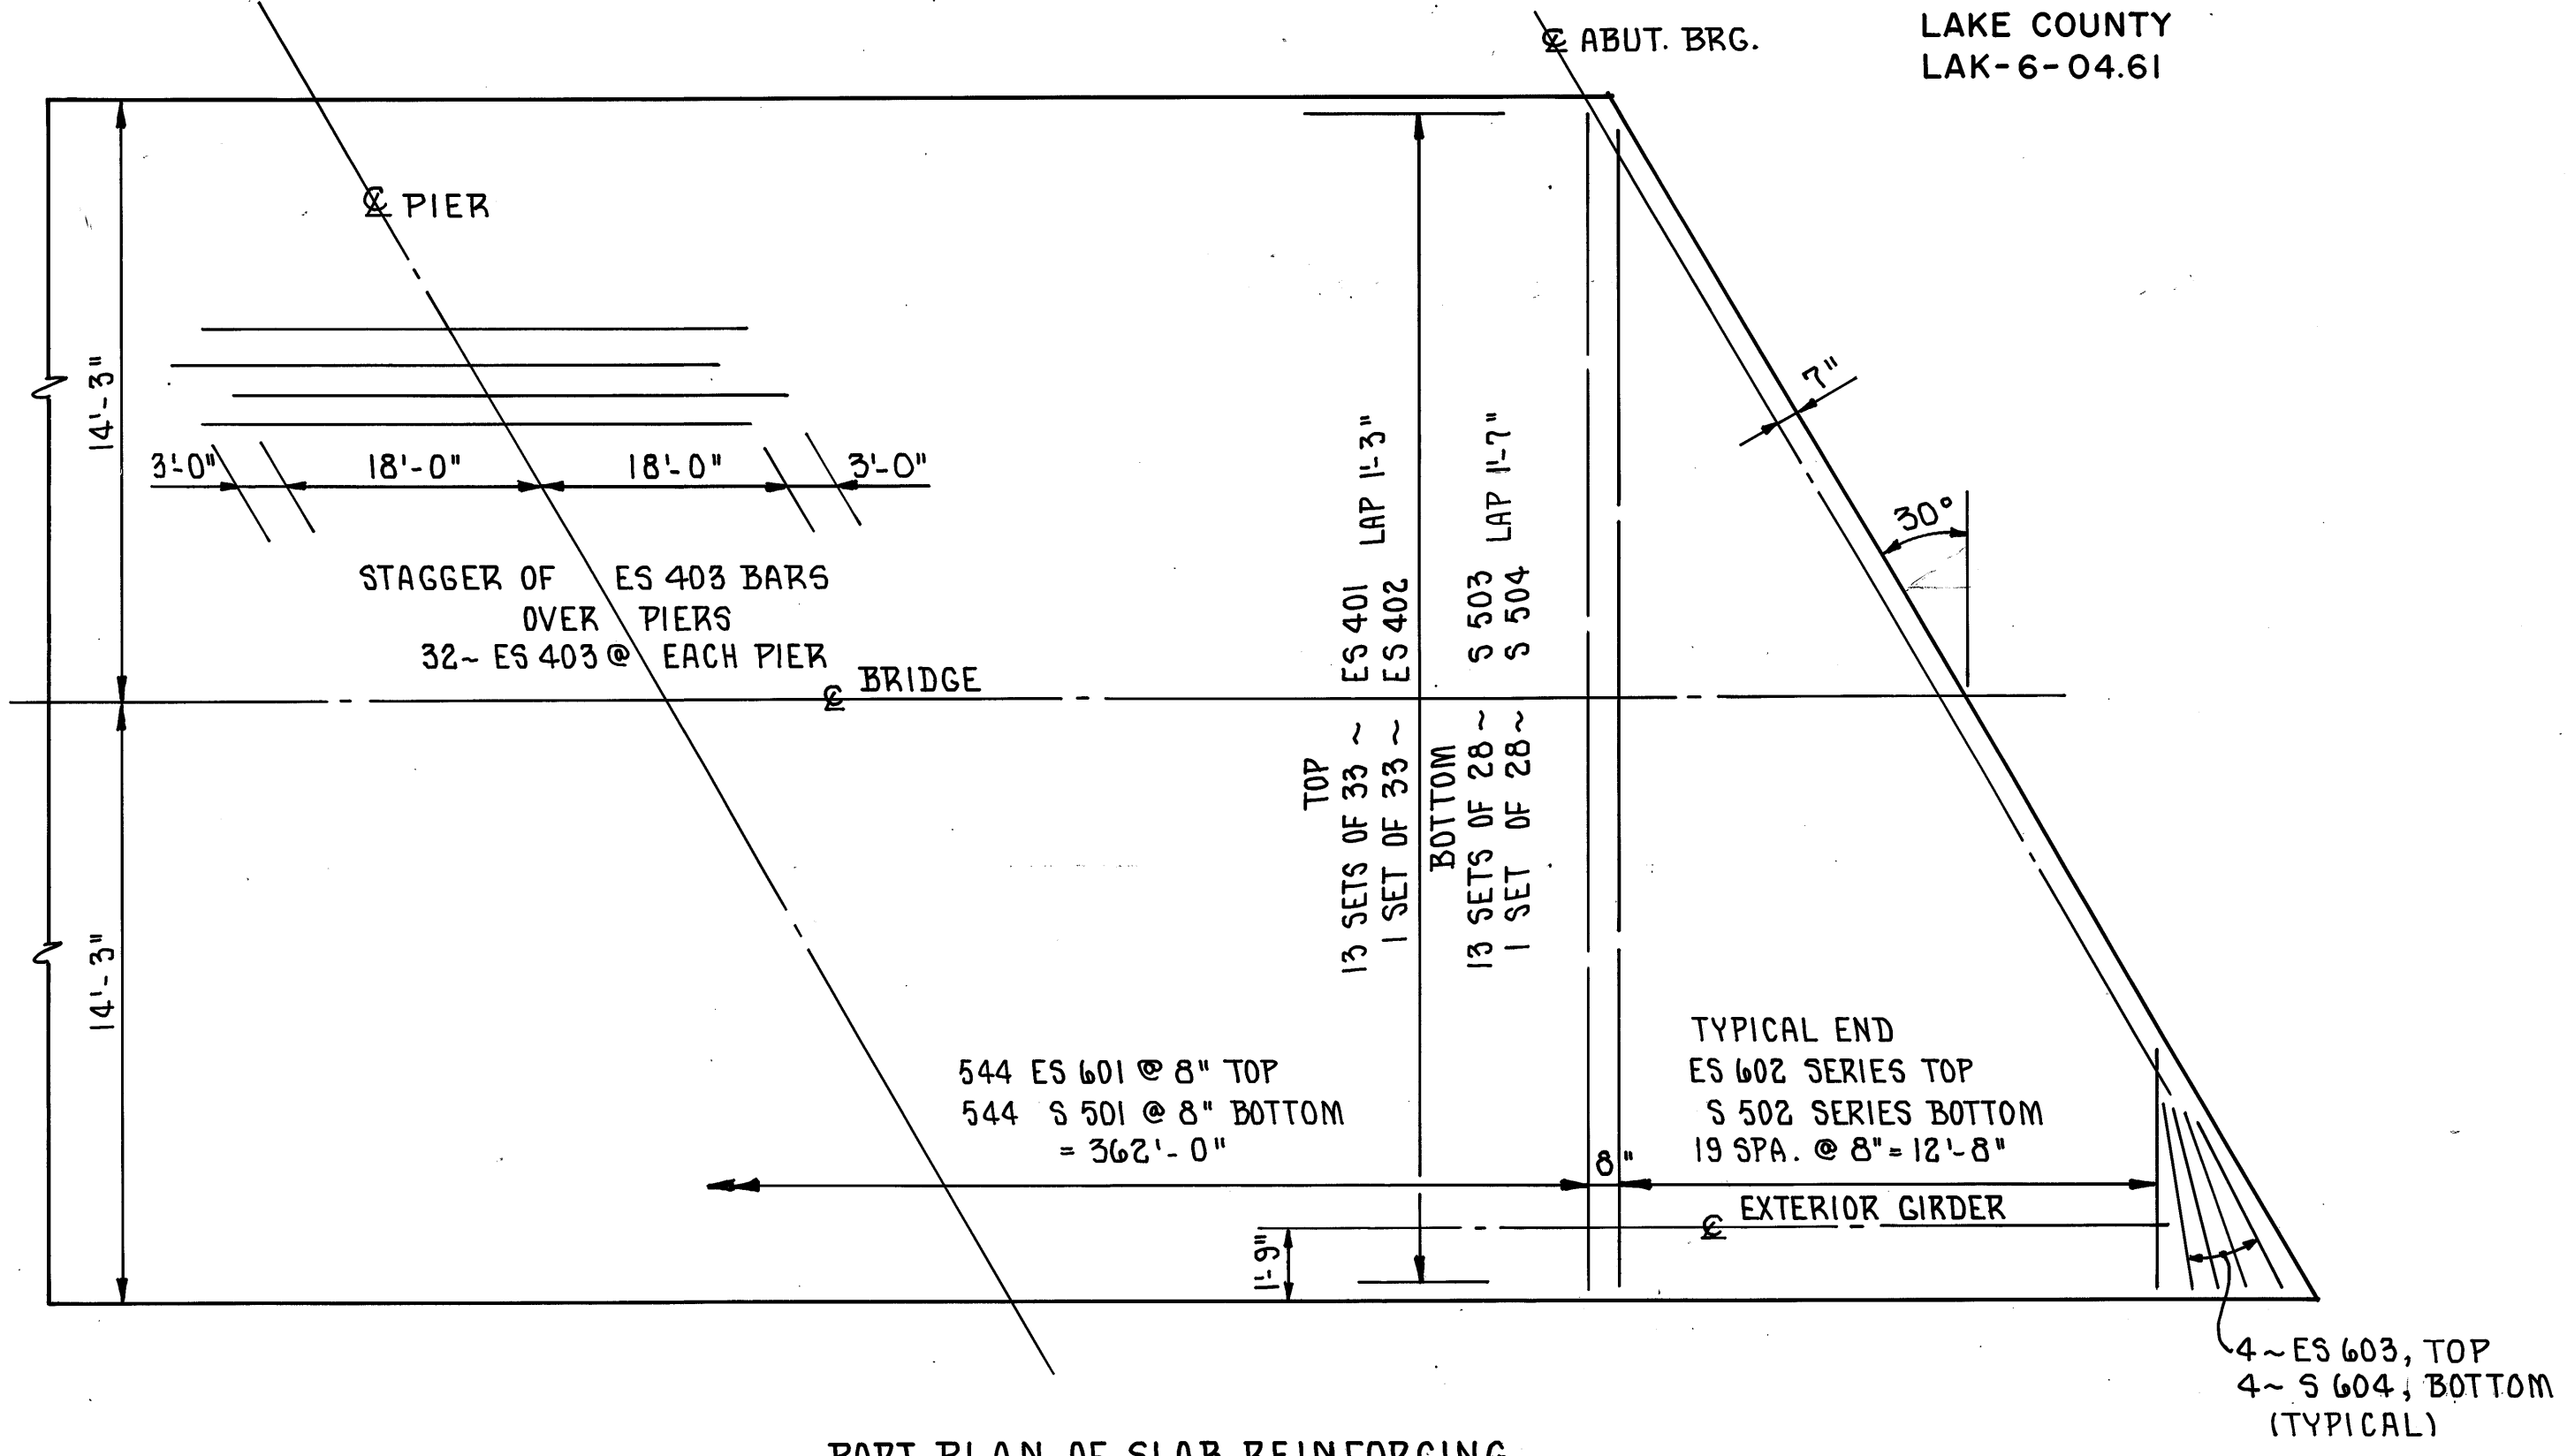 LAKE COUNTY
LAK-6-04.61
℄ ABUT. BRG.
℄ PIER
14'-3"
7"
30°
3'-0" 18'-0" 18'-0" 3'-0"
STAGGER OF ES 403 BARS
OVER PIERS
32~ ES 403 @ EACH PIER
℄ BRIDGE
TOP
13 SETS OF 33 ~ ES 401 LAP 1'-3"
1 SET OF 33 ~ ES 402
BOTTOM
13 SETS OF 28 ~ S 503 LAP 1'-7"
1 SET OF 28~ S 504
14'-3"
544 ES 601 @ 8" TOP
544 S 501 @ 8" BOTTOM
= 362'-0"
8"
TYPICAL END
ES 602 SERIES TOP
S 502 SERIES BOTTOM
19 SPA. @ 8" = 12'-8"
℄ EXTERIOR GIRDER
1'-9"
4~ES 603, TOP
4~ S 604, BOTTOM
(TYPICAL)
PART PLAN OF SLAB REINFORCING